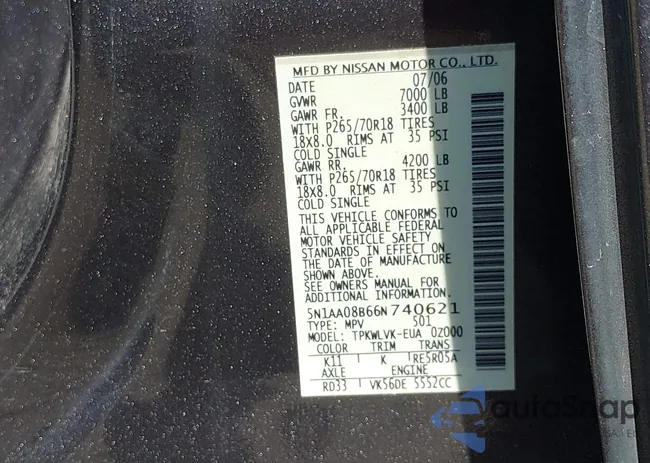 MFD BY NISSAN MOTOR CO., LTD.
DATE 07/06
GVWR 7000 LB
GAWR FR. 3400 LB
WITH P265/70R18 TIRES
18X8.0 RIMS AT 35 PSI
COLD SINGLE
GAWR RR. 4200 LB
WITH P265/70R18 TIRES
18X8.0 RIMS AT 35 PSI
COLD SINGLE
THIS VEHICLE CONFORMS TO
ALL APPLICABLE FEDERAL
MOTOR VEHICLE SAFETY
STANDARDS IN EFFECT ON
THE DATE OF MANUFACTURE
SHOWN ABOVE.
SEE OWNERS MANUAL FOR
ADDITIONAL INFORMATION.
5N1AA08B66N740621
TYPE: MPV S01
MODEL: TPKWLVK-EUA 02000
COLOR TRIM TRANS
K11 K RE5R05A
AXLE ENGINE
RD33 VK56DE 5552CC
autoSnap